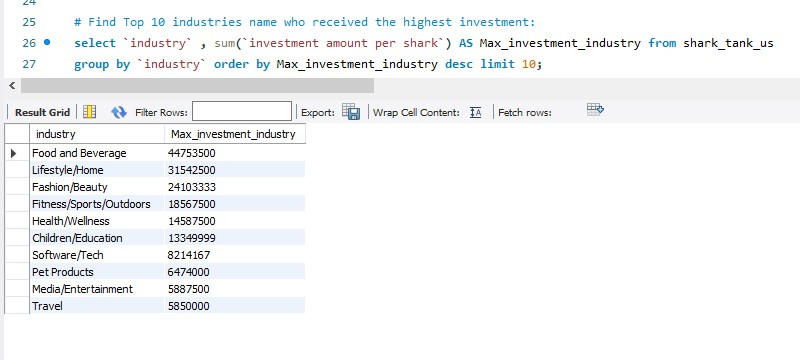 24
25 # Find Top 10 industries name who received the highest investment:
26 select `industry` , sum(`investment amount per shark`) AS Max_investment_industry from shark_tank_us
27 group by `industry` order by Max_investment_industry desc limit 10;
Result Grid Filter Rows: Export: Wrap Cell Content: Fetch rows:
industry Max_investment_industry
Food and Beverage 44753500
Lifestyle/Home 31542500
Fashion/Beauty 24103333
Fitness/Sports/Outdoors 18567500
Health/Wellness 14587500
Children/Education 13349999
Software/Tech 8214167
Pet Products 6474000
Media/Entertainment 5887500
Travel 5850000